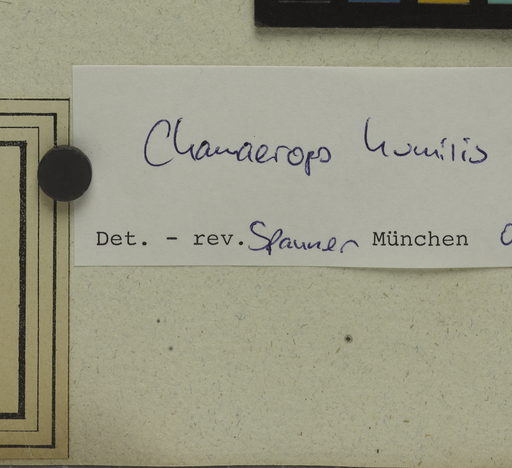 Chamaerops humilis
Det. - rev. Spanner München